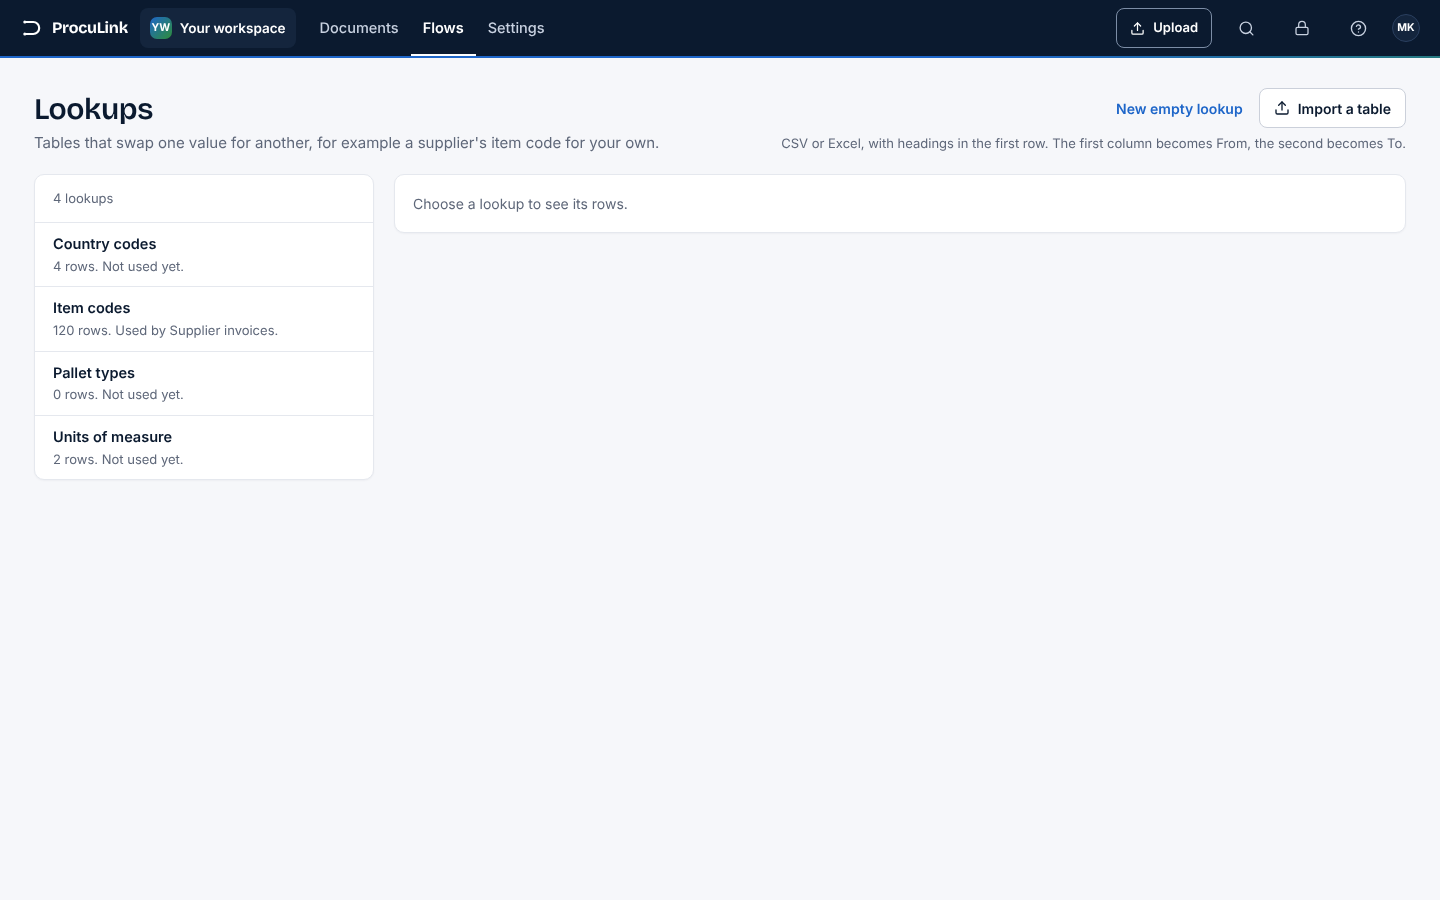 ProcuLink
YW Your workspace
Documents
Flows
Settings
Upload
MK
Lookups
New empty lookup
Import a table
Tables that swap one value for another, for example a supplier's item code for your own.
CSV or Excel, with headings in the first row. The first column becomes From, the second becomes To.
4 lookups
Country codes
4 rows. Not used yet.
Item codes
120 rows. Used by Supplier invoices.
Pallet types
0 rows. Not used yet.
Units of measure
2 rows. Not used yet.
Choose a lookup to see its rows.